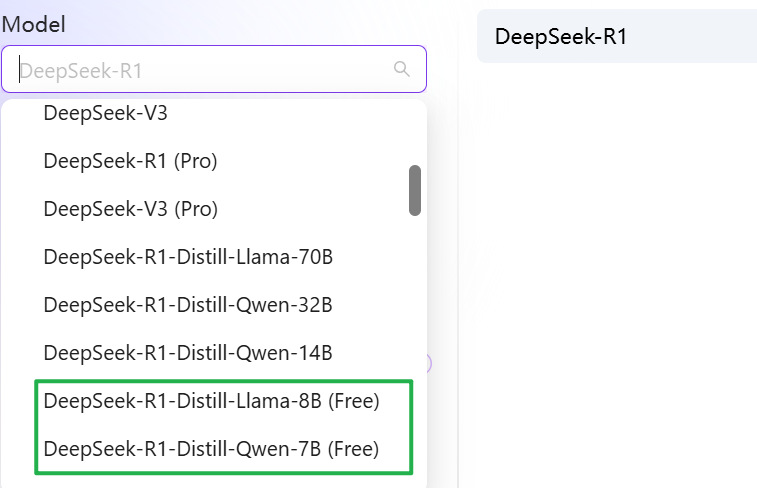 Model
DeepSeek-R1
DeepSeek-R1
DeepSeek-V3
DeepSeek-R1 (Pro)
DeepSeek-V3 (Pro)
DeepSeek-R1-Distill-Llama-70B
DeepSeek-R1-Distill-Qwen-32B
DeepSeek-R1-Distill-Qwen-14B
DeepSeek-R1-Distill-Llama-8B (Free)
DeepSeek-R1-Distill-Qwen-7B (Free)